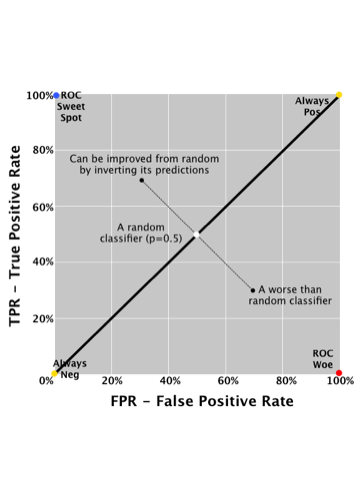 100%
ROC
Sweet
Spot
Always
Pos
80%
Can be improved from random
by inverting its predictions
60%
A random
classifier (p=0.5)
40%
A worse than
random classifier
20%
ROC
Woe
Always
Neg
0%
20%
40%
60%
80%
100%
TPR – True Positive Rate
FPR – False Positive Rate